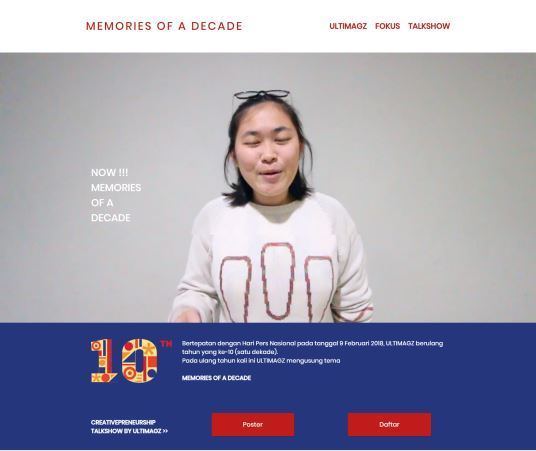 MEMORIES OF A DECADE
ULTIMAGZ FOKUS TALKSHOW
NOW !!!
MEMORIES
OF A
DECADE
10TH
Bertepatan dengan Hari Pers Nasional pada tanggal 9 Februari 2018, ULTIMAGZ berulang
tahun yang ke-10 (satu dekade).
Pada ulang tahun kali ini ULTIMAGZ mengusung tema
MEMORIES OF A DECADE
CREATIVEPRENEURSHIP
TALKSHOW BY ULTIMAGZ >>
Poster
Daftar